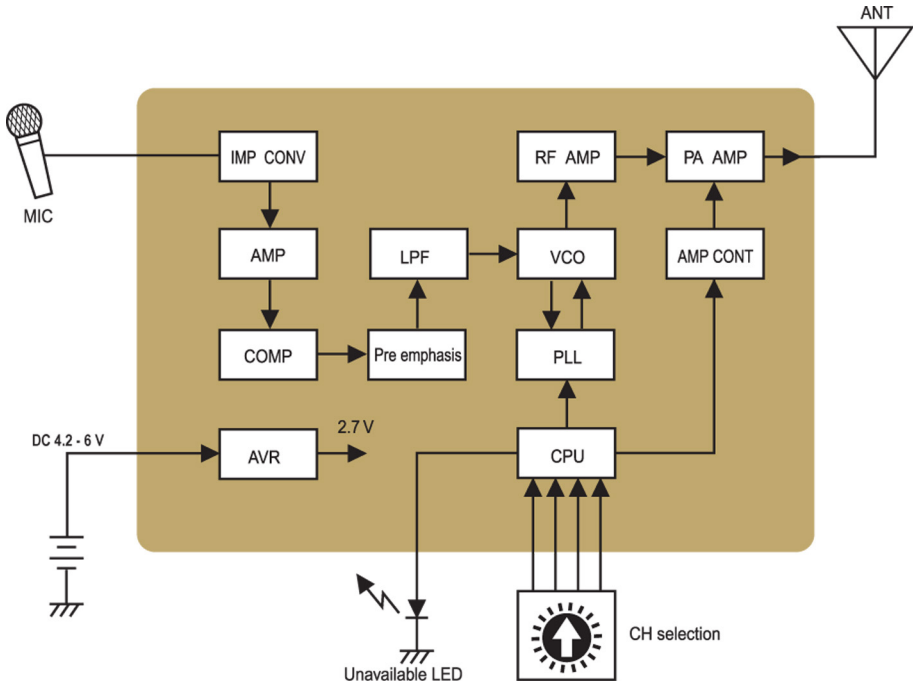 ANT
MIC
IMP CONV
RF AMP
PA AMP
AMP
LPF
VCO
AMP CONT
COMP
Pre emphasis
PLL
DC 4.2 - 6 V
AVR
2.7 V
CPU
CH selection
Unavailable LED